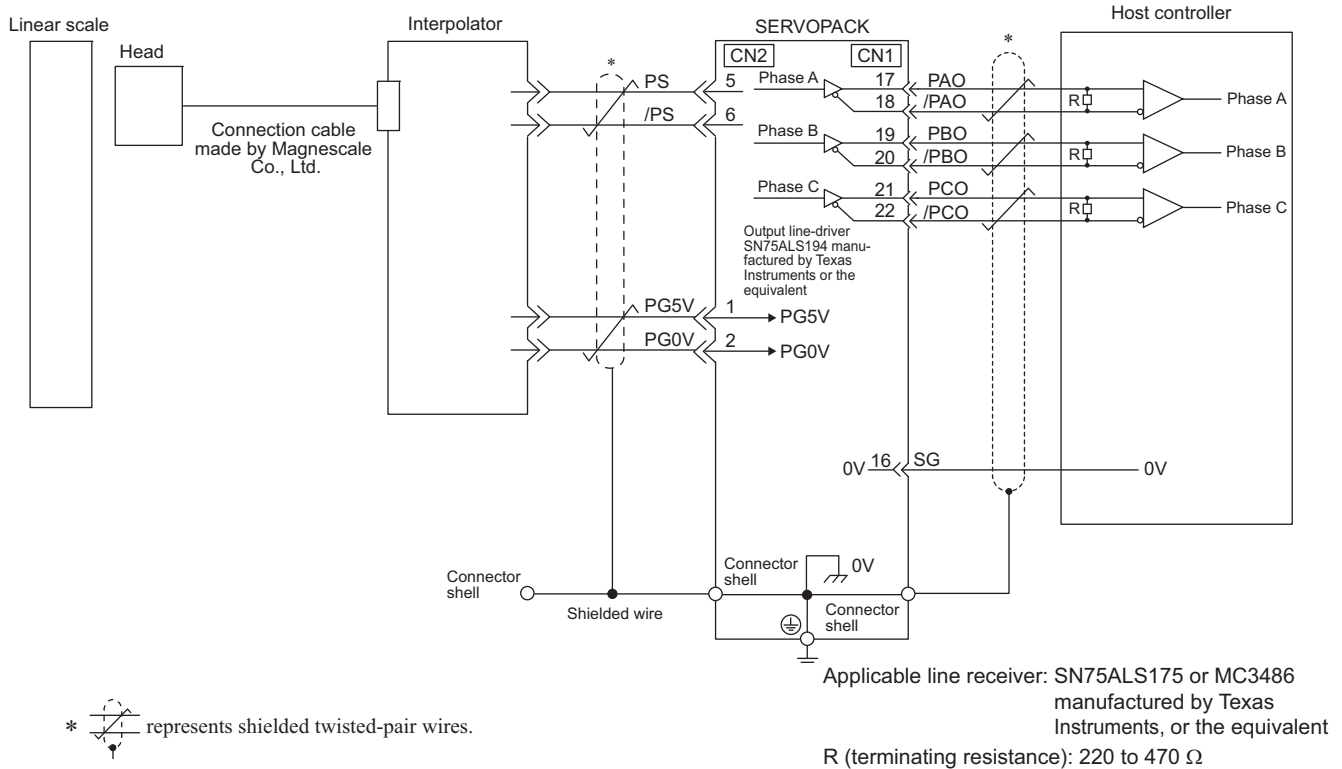 Linear scale
Head
Connection cable
made by Magnescale
Co., Ltd.
Interpolator
*
PS
/PS
PG5V
PG0V
SERVOPACK
CN2
CN1
5
6
1
2
PG5V
PG0V
Phase A
Phase B
Phase C
17
18
19
20
21
22
Output line-driver
SN75ALS194 manu-
factured by Texas
Instruments or the
equivalent
*
PAO
/PAO
PBO
/PBO
PCO
/PCO
Host controller
R
R
R
Phase A
Phase B
Phase C
0V
16
SG
0V
Connector
shell
Shielded wire
Connector
shell
0V
Connector
shell
Applicable line receiver: SN75ALS175 or MC3486
manufactured by Texas
Instruments, or the equivalent
R (terminating resistance): 220 to 470 Ω
* represents shielded twisted-pair wires.